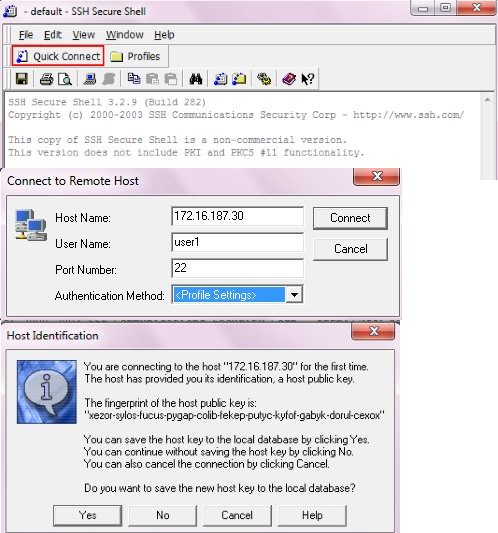 - default - SSH Secure Shell
File Edit View Window Help
Quick Connect Profiles
SSH Secure Shell 3.2.9 (Build 282)
Copyright (c) 2000-2003 SSH Communications Security Corp - http://www.ssh.com/
This copy of SSH Secure Shell is a non-commercial version.
This version does not include PKI and PKCS #11 functionality.
Connect to Remote Host
Host Name: 172.16.187.30 Connect
User Name: user1 Cancel
Port Number: 22
Authentication Method: <Profile Settings>
Host Identification
You are connecting to the host "172.16.187.30" for the first time.
The host has provided you its identification, a host public key.
The fingerprint of the host public key is:
"xezor-sylos-fucus-pygap-colib-fekep-putyc-kyfof-gabyk-dorul-cexox"
You can save the host key to the local database by clicking Yes.
You can continue without saving the host key by clicking No.
You can also cancel the connection by clicking Cancel.
Do you want to save the new host key to the local database?
Yes No Cancel Help